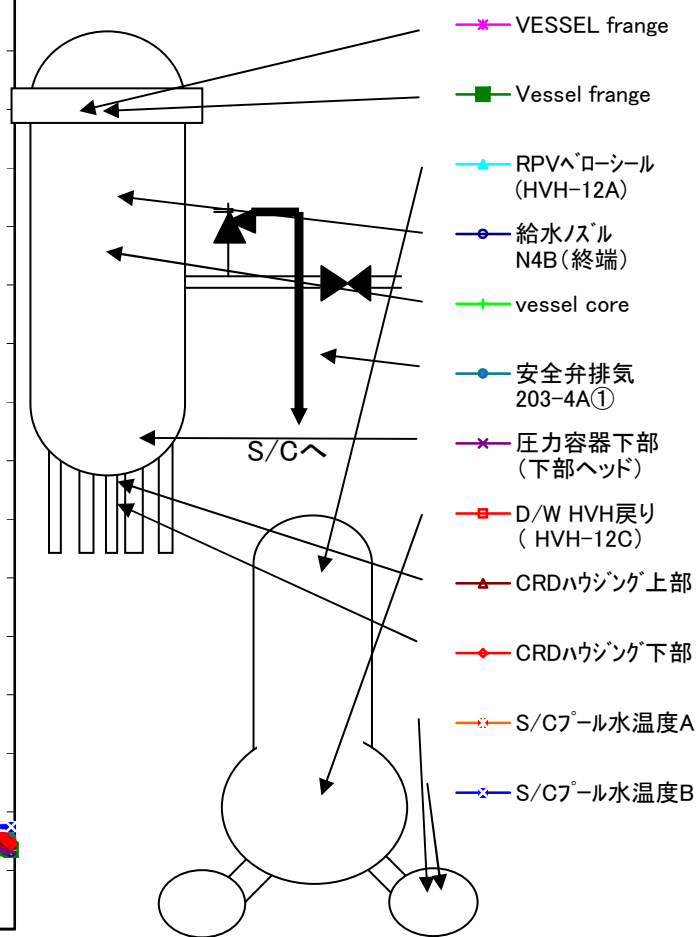 VESSEL frange
Vessel frange
RPVベローシール
(HVH-12A)
給水ノズル
N4B(終端)
vessel core
安全弁排気
203-4A①
圧力容器下部
(下部ヘッド)
S/Cへ
D/W HVH戻り
( HVH-12C)
CRDハウジング上部
CRDハウジング下部
S/Cプール水温度A
S/Cプール水温度B